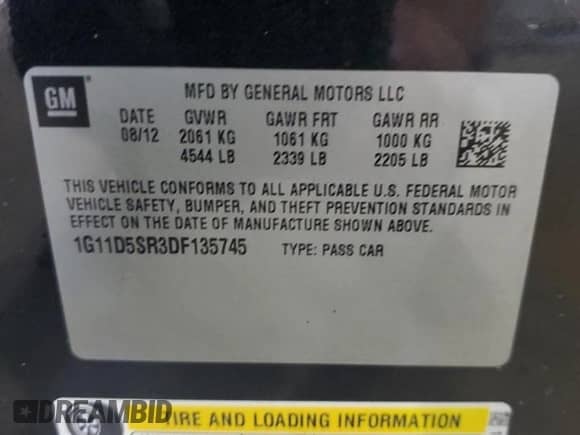 GM
MFD BY GENERAL MOTORS LLC
DATE GVWR GAWR FRT GAWR RR
08/12 2061 KG 1061 KG 1000 KG
4544 LB 2339 LB 2205 LB
THIS VEHICLE CONFORMS TO ALL APPLICABLE U.S. FEDERAL MOTOR
VEHICLE SAFETY, BUMPER, AND THEFT PREVENTION STANDARDS IN
EFFECT ON THE DATE OF MANUFACTURE SHOWN ABOVE.
1G11D5SR3DF135745 TYPE: PASS CAR
TIRE AND LOADING INFORMATION
DREAMBID